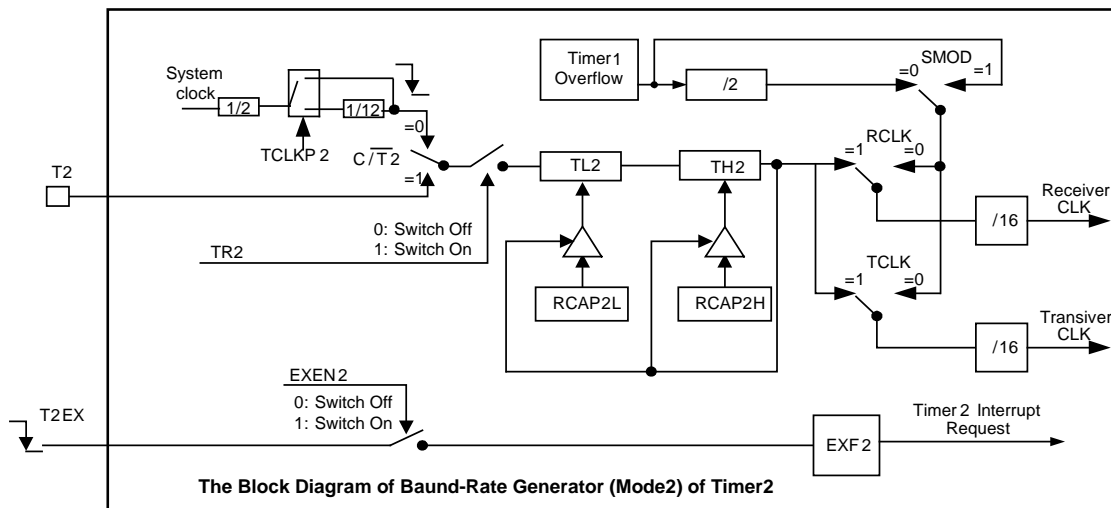 Timer1
Overflow
SMOD
=0
=1
/2
System
clock
1/2
1/12
=0
TCLKP2
C/T2
=1
T2
TL2
TH2
RCLK
=1
=0
Receiver
CLK
/16
0: Switch Off
1: Switch On
TR2
RCAP2L
RCAP2H
TCLK
=1
=0
Transiver
CLK
/16
EXEN2
0: Switch Off
1: Switch On
T2EX
EXF2
Timer2 Interrupt
Request
The Block Diagram of Baund-Rate Generator (Mode2) of Timer2